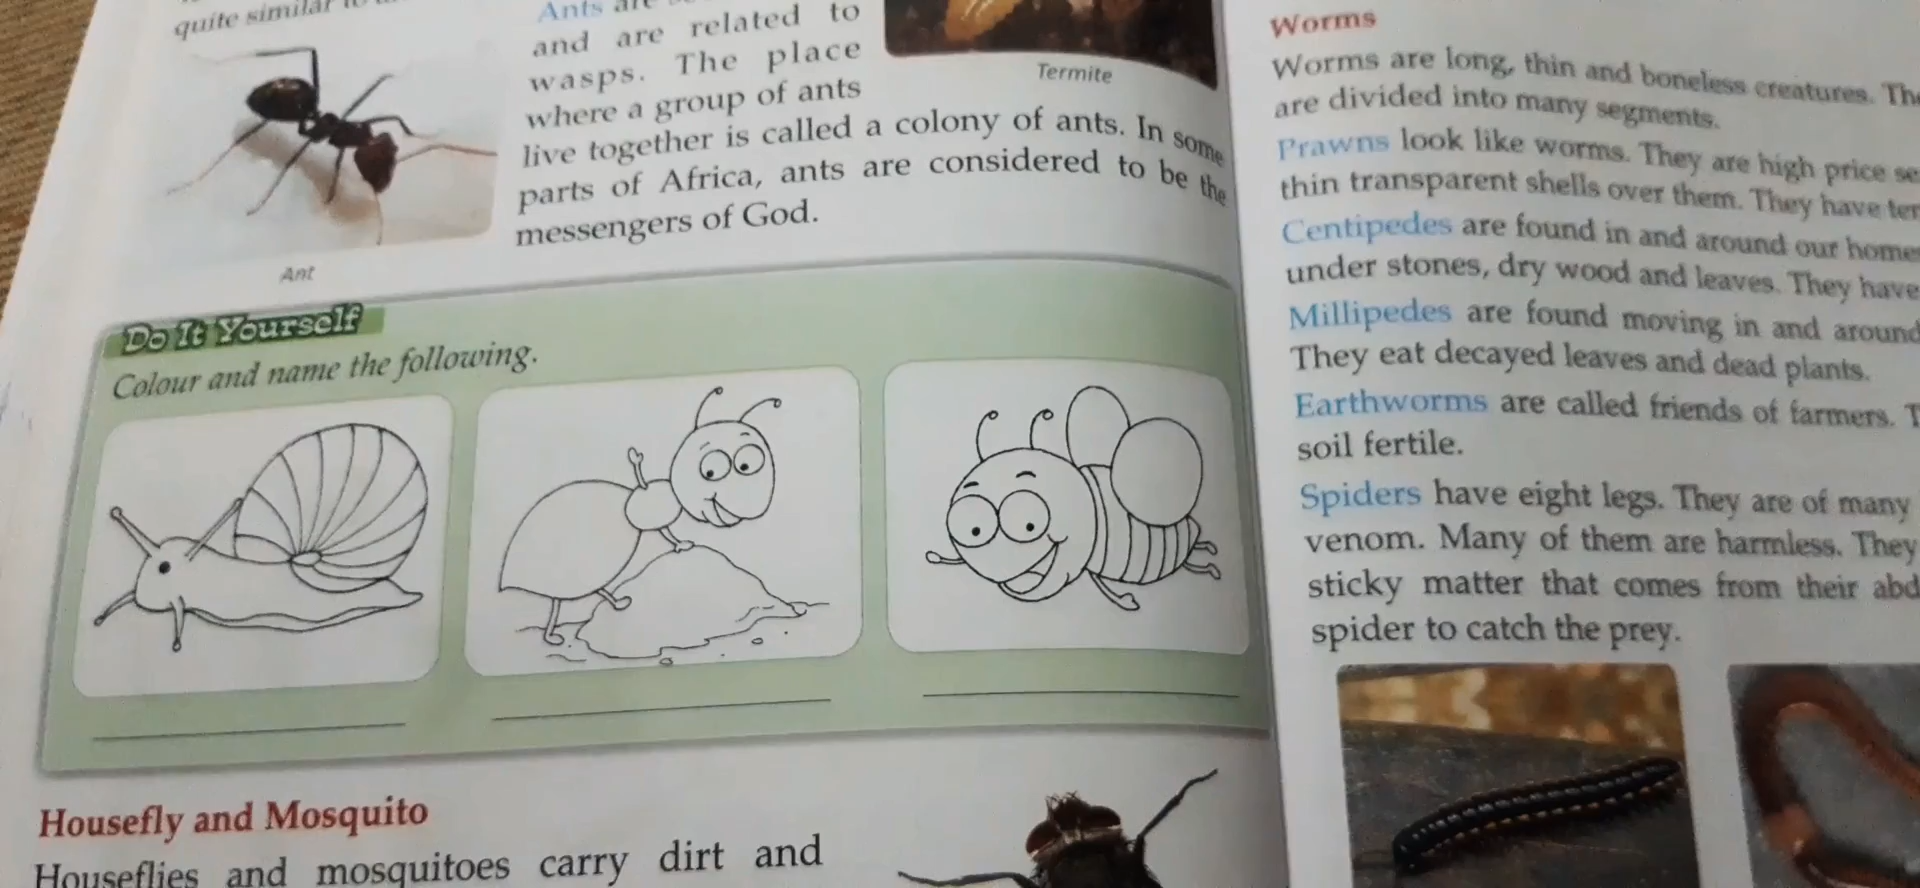 quite similar
Ants are
and are related to
wasps. The place
where a group of ants
live together is called a colony of ants. In some
parts of Africa, ants are considered to be the
messengers of God.
Termite
Ant
Do It Yourself
Colour and name the following.
Housefly and Mosquito
Houseflies and mosquitoes carry dirt and
Worms
Worms are long, thin and boneless creatures.
are divided into many segments.
Prawns look like worms. They are high price
thin transparent shells over them. They have
Centipedes are found in and around our
under stones, dry wood and leaves. They have
Millipedes are found moving in and around
They eat decayed leaves and dead plants.
Earthworms are called friends of farmers.
soil fertile.
Spiders have eight legs. They are of many
venom. Many of them are harmless. They
sticky matter that comes from their
spider to catch the prey.